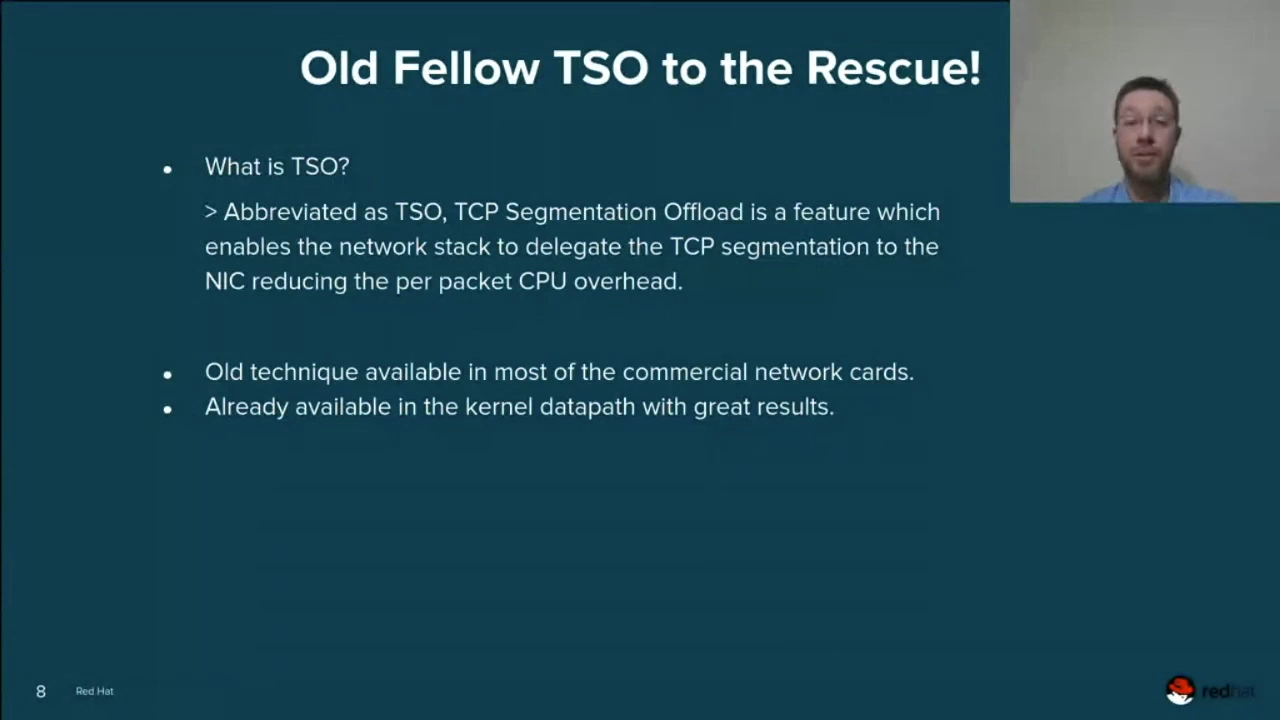 Old Fellow TSO to the Rescue!
● What is TSO?
> Abbreviated as TSO, TCP Segmentation Offload is a feature which
enables the network stack to delegate the TCP segmentation to the
NIC reducing the per packet CPU overhead.
● Old technique available in most of the commercial network cards.
● Already available in the kernel datapath with great results.
8 Red Hat
redhat